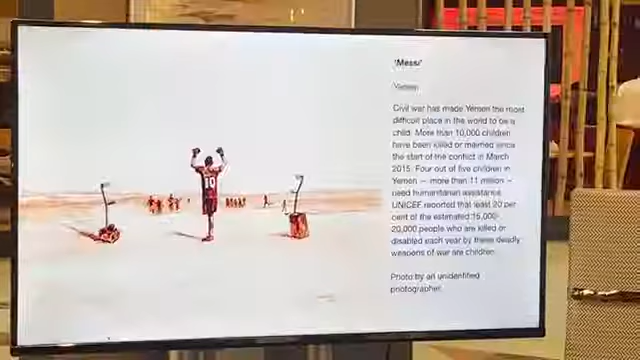 'Messi'
Yemen
Civil war has made Yemen the most
difficult place in the world to be a
child. More than 10,000 children
have been killed or maimed since
the start of the conflict in March
2015. Four out of five children in
Yemen — more than 11 million –
need humanitarian assistance.
UNICEF reported that least 20 per
cent of the estimated 15,000-
20,000 people who are killed or
disabled each year by these deadly
weapons of war are children.
Photo by an unidentified
photographer.
10